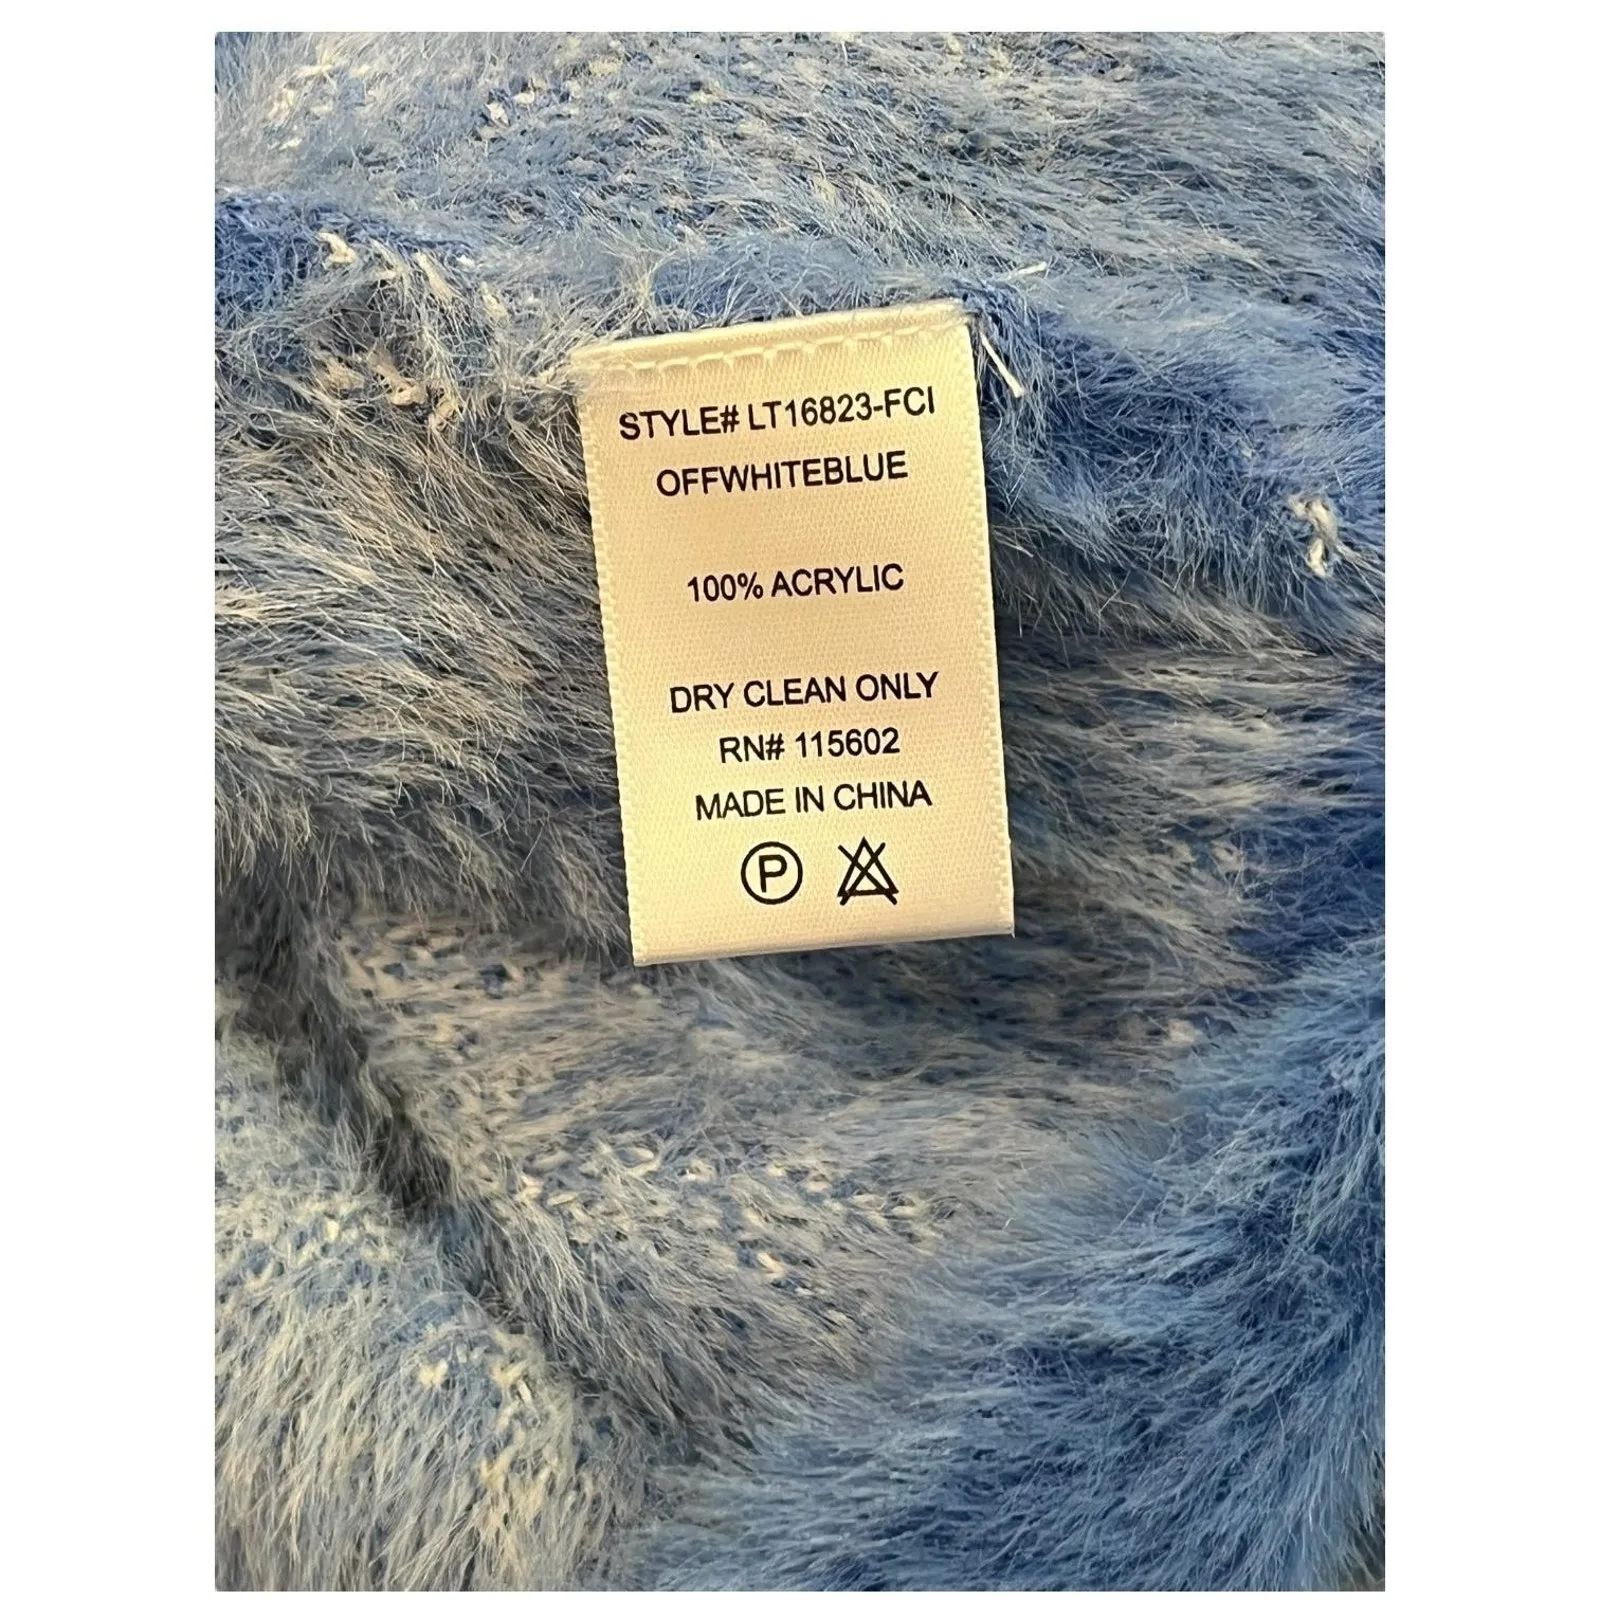 STYLE# LT16823-FCI
OFFWHITEBLUE
100% ACRYLIC
DRY CLEAN ONLY
RN# 115602
MADE IN CHINA
P